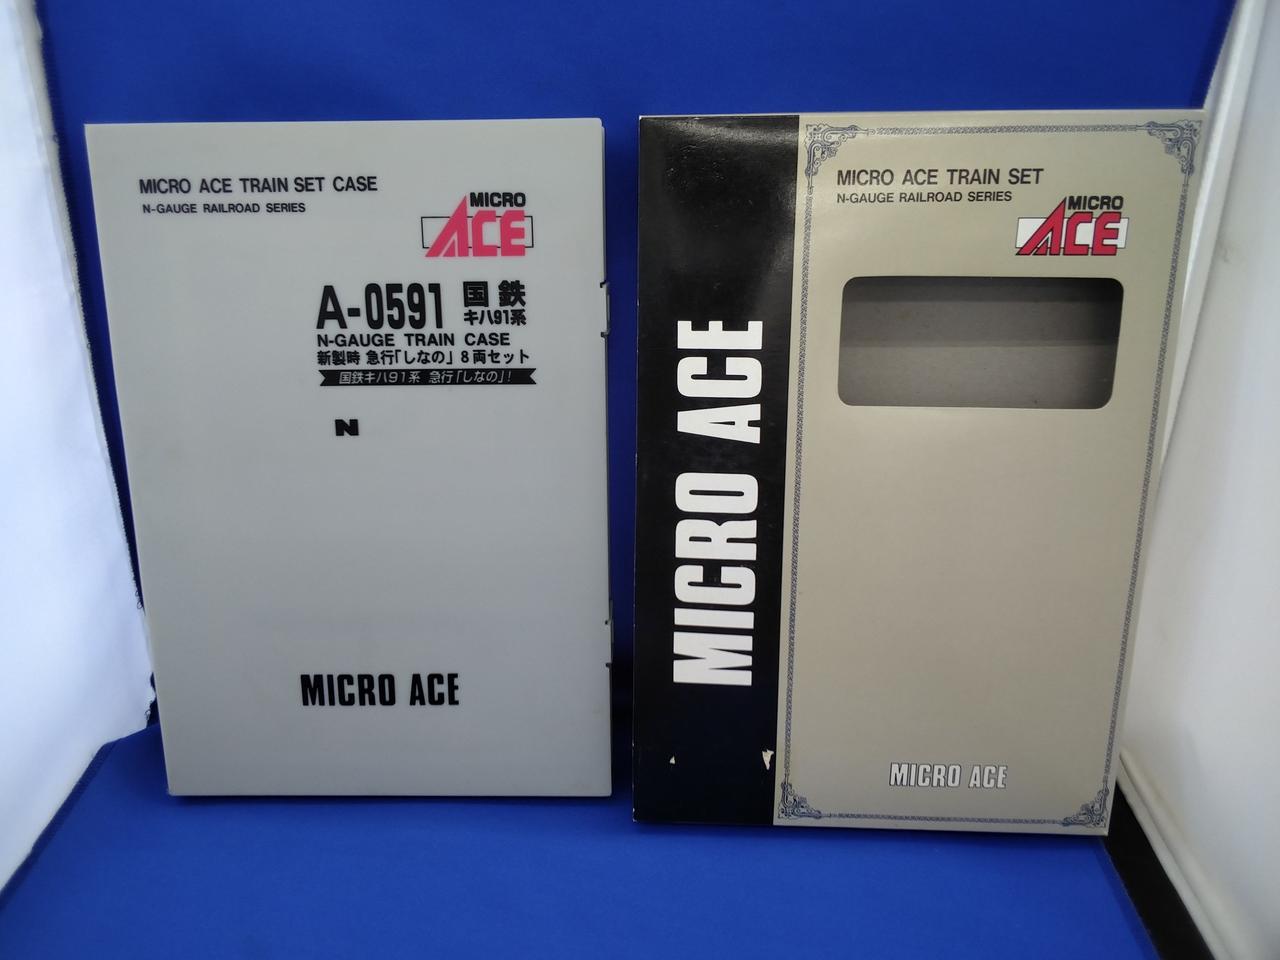 MICRO ACE TRAIN SET CASE
N-GAUGE RAILROAD SERIES
MICRO
ACE
A-0591 国鉄
キハ91系
N-GAUGE TRAIN CASE
新製時 急行「しなの」8両セット
国鉄キハ91系 急行「しなの」!
N
MICRO ACE
MICRO ACE
MICRO ACE TRAIN SET
N-GAUGE RAILROAD SERIES
MICRO
ACE
MICRO ACE